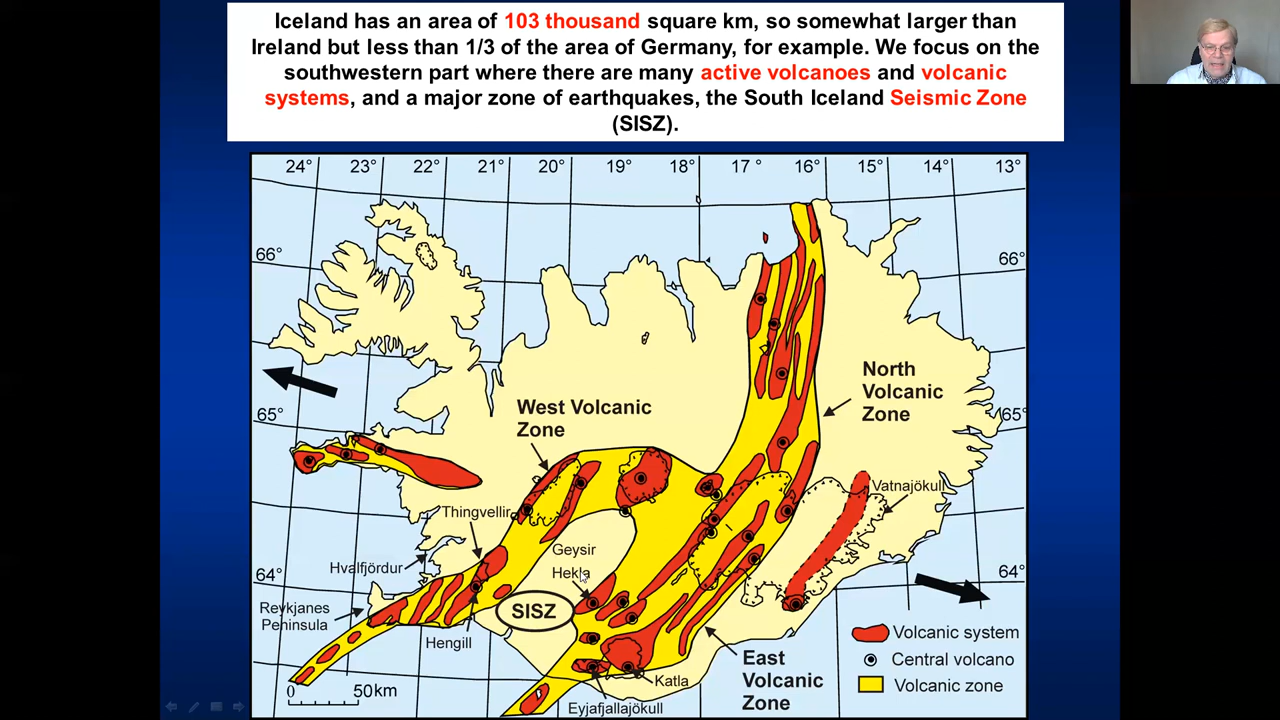 Iceland has an area of 103 thousand square km, so somewhat larger than
Ireland but less than 1/3 of the area of Germany, for example. We focus on the
southwestern part where there are many active volcanoes and volcanic
systems, and a major zone of earthquakes, the South Iceland Seismic Zone
(SISZ).
24° 23° 22° 21° 20° 19° 18° 17° 16° 15° 14° 13°
66° 66°
North
Volcanic
Zone
West Volcanic
Zone
65° 65°
Vatnajökull
Thingvellir
Geysir
Hvalfjördur
Hekla
64° 64°
Reykjanes
Peninsula
SISZ
Hengill
Volcanic system
Central volcano
Volcanic zone
East
Volcanic
Zone
Katla
0 50km
Eyjafjallajökull